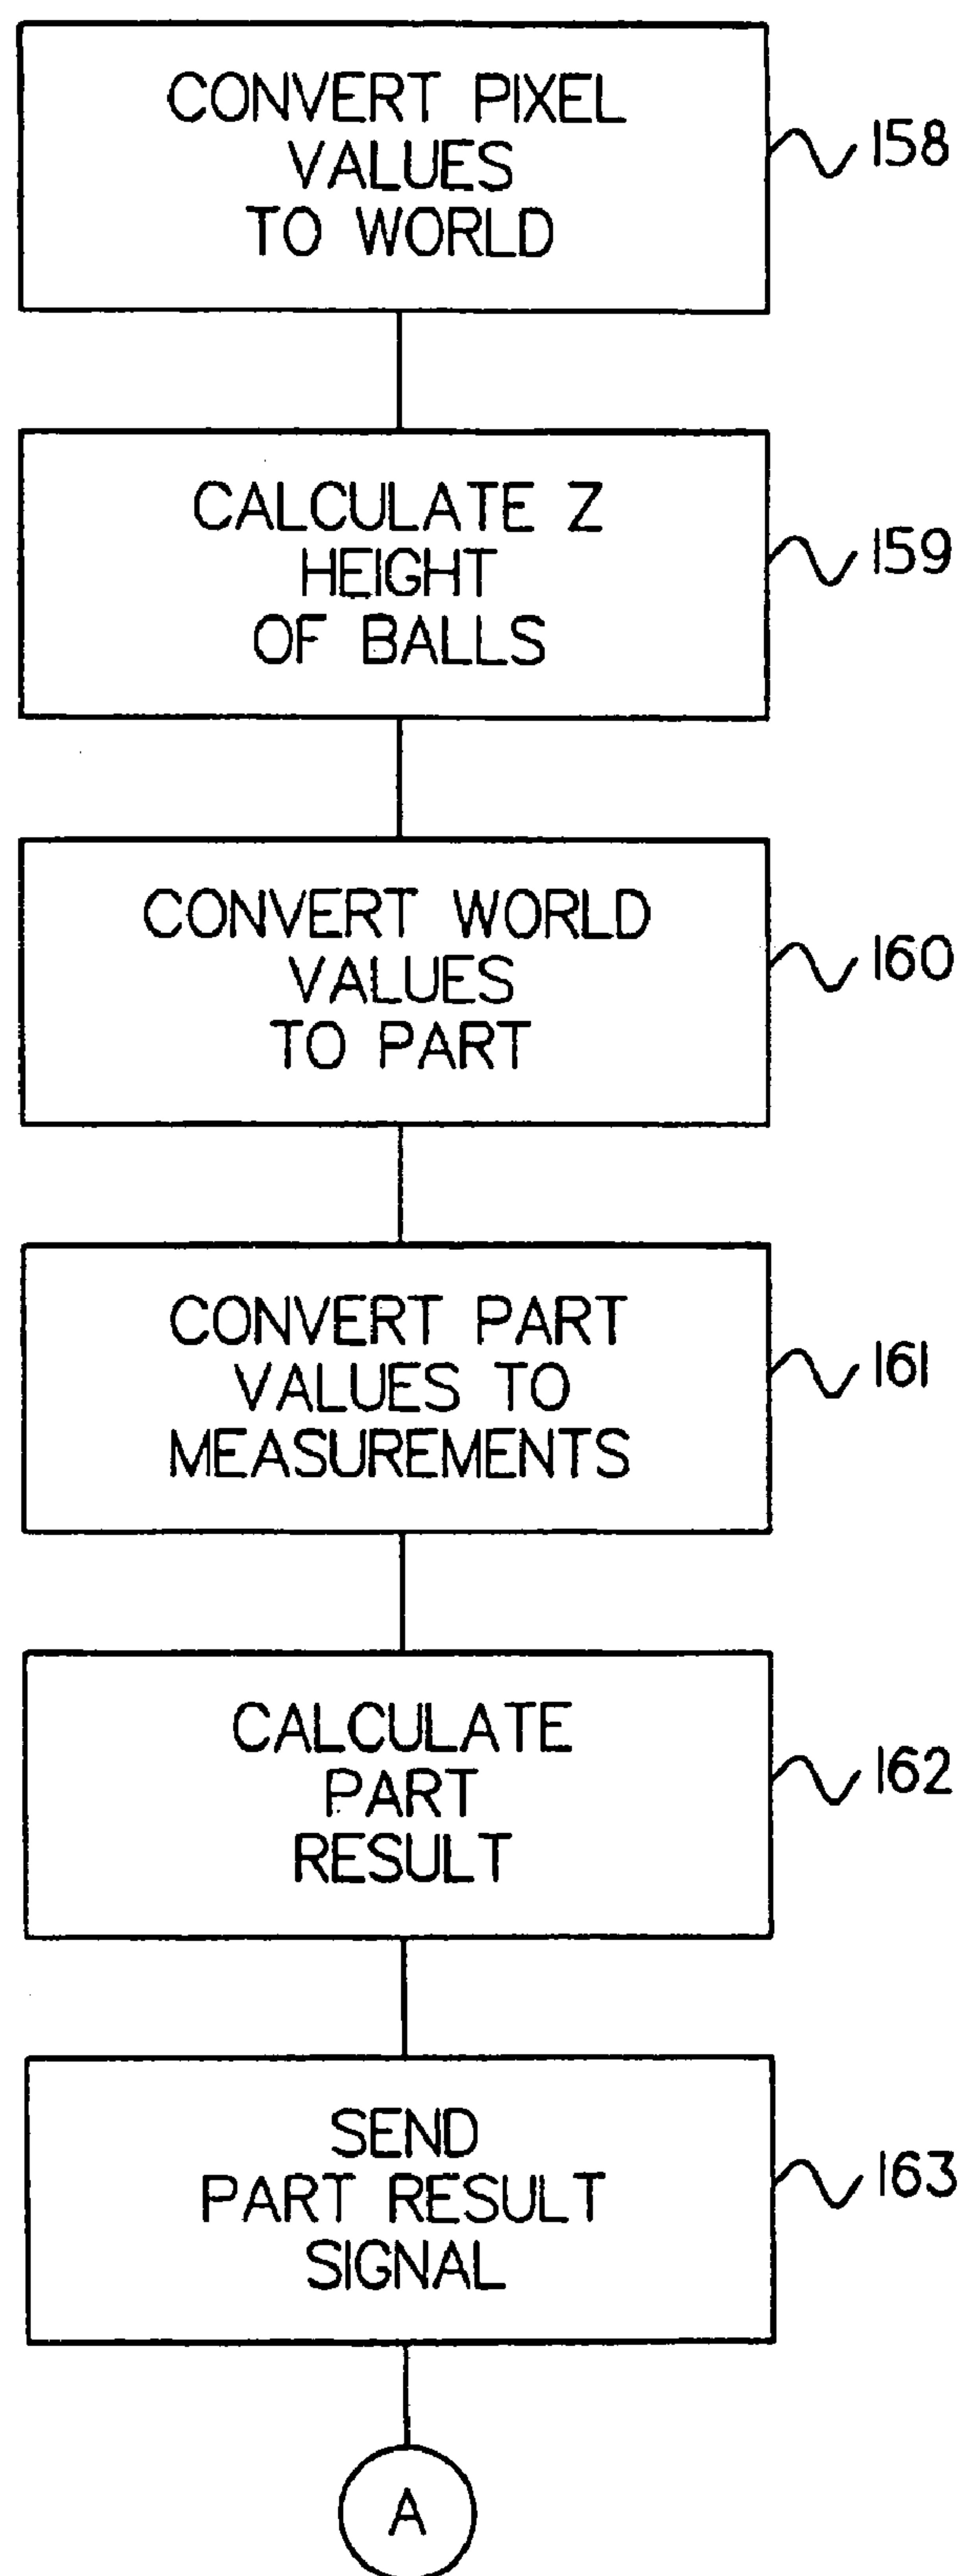 CONVERT PIXEL
VALUES
TO WORLD
158
CALCULATE Z
HEIGHT
OF BALLS
159
CONVERT WORLD
VALUES
TO PART
160
CONVERT PART
VALUES TO
MEASUREMENTS
161
CALCULATE
PART
RESULT
162
SEND
PART RESULT
SIGNAL
163
A